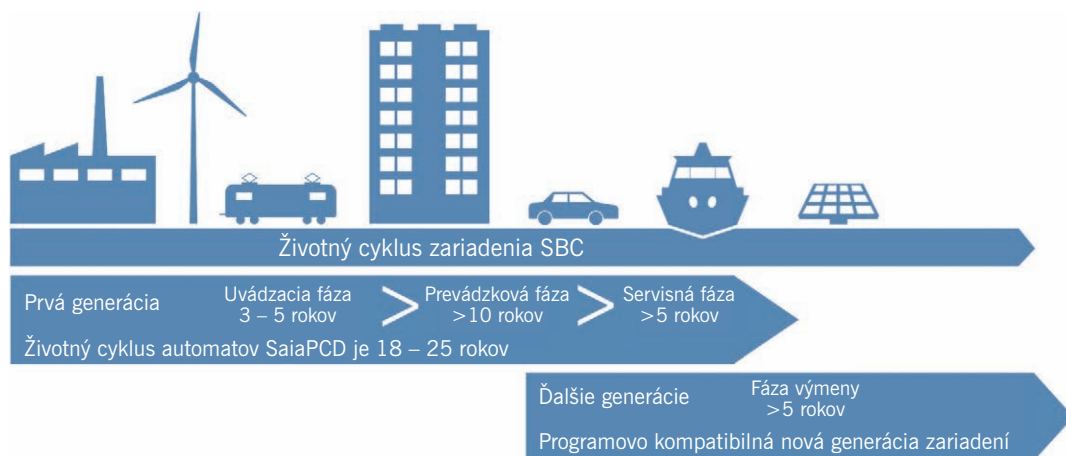 Životný cyklus zariadenia SBC
Prvá generácia
Uvádzacia fáza
3 – 5 rokov
>
Prevádzková fáza
>10 rokov
>
Servisná fáza
>5 rokov
Životný cyklus automatov SaiaPCD je 18 – 25 rokov
Ďalšie generácie
Fáza výmeny
>5 rokov
Programovo kompatibilná nová generácia zariadení